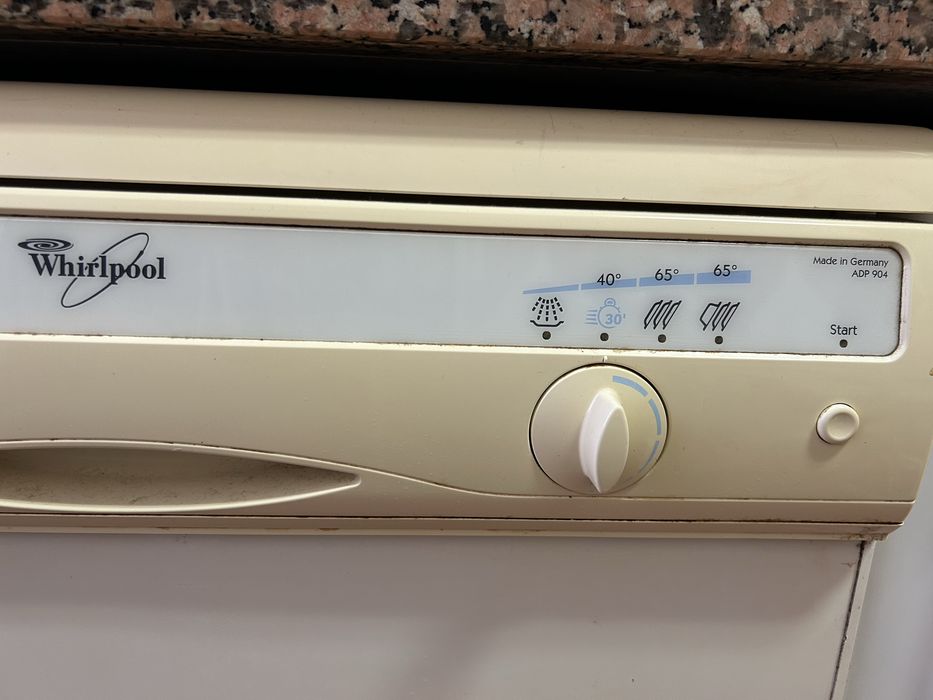 Whirlpool
40° 65° 65°
30'
Made in Germany
ADP 904
Start